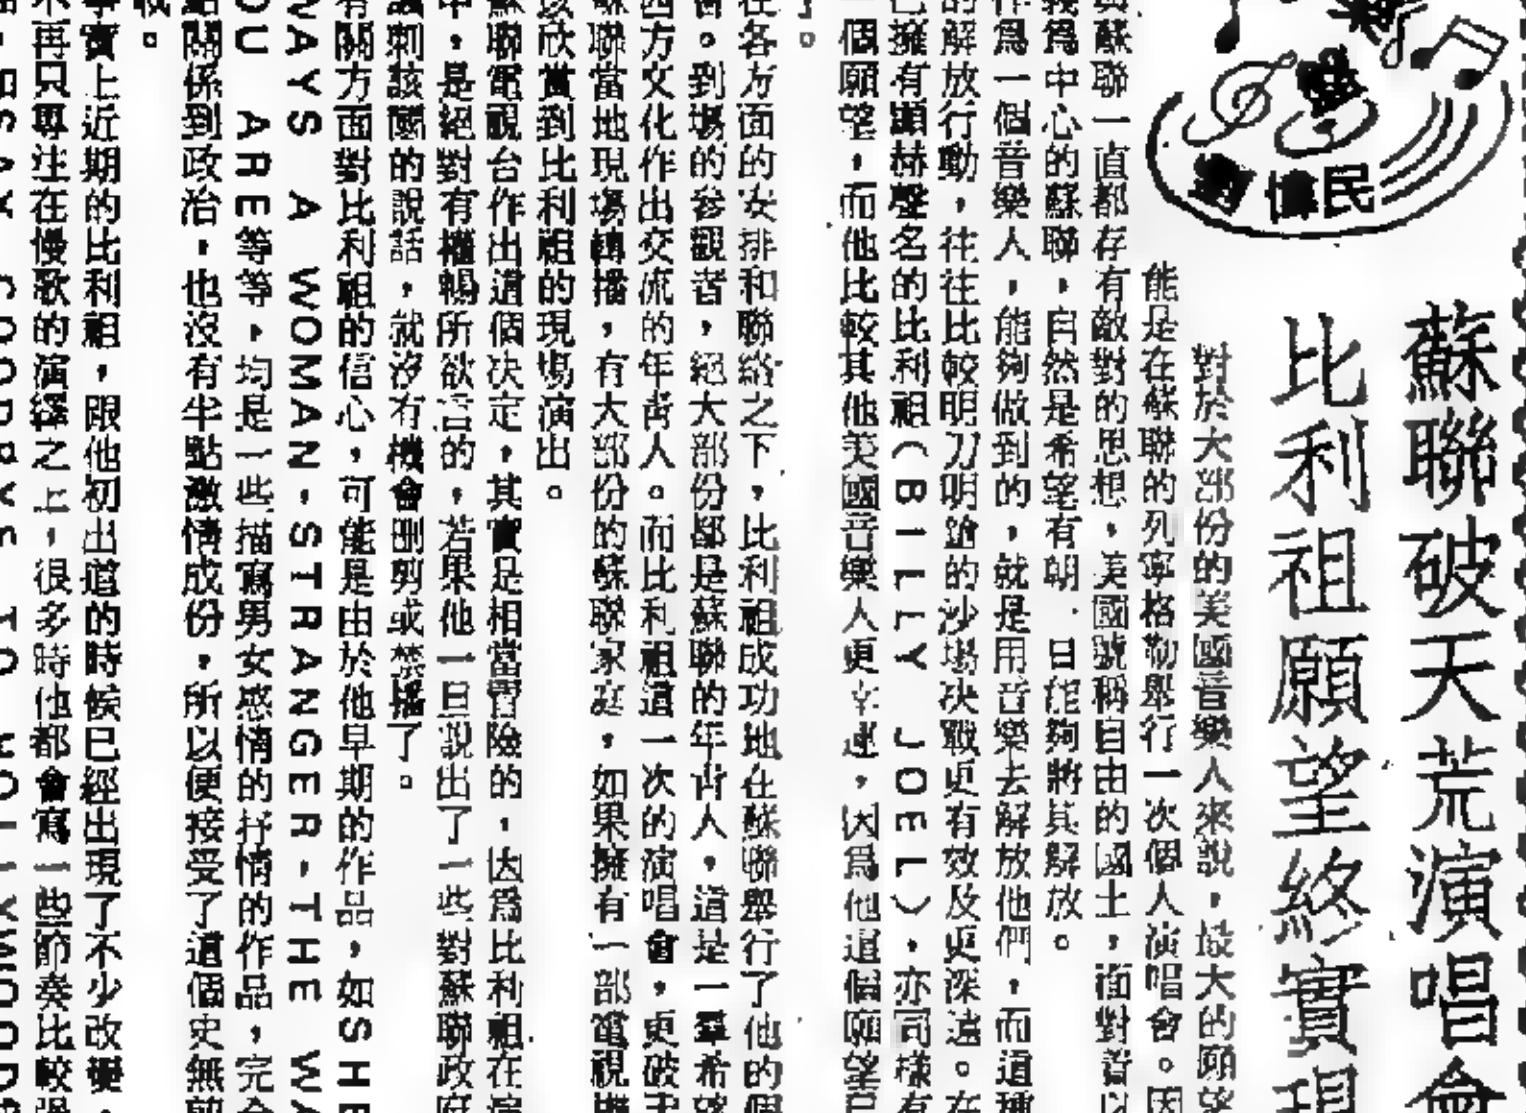 蘇聯破天荒演唱會
比利祖願望終實現
樂
劉慎民
對於大部份的美國音樂人來說，最大的願望
能是在蘇聯的列寧格勒舉行一次個人演唱會。因
與蘇聯一直都存有敵對的思想，美國號稱自由的國土，面對着以
我為中心的蘇聯，自然是希望有朝一日能夠將其解放。
作為一個音樂人，能夠做到的，就是用音樂去解放他們，而這種
的解放行動，往往比較明刀明鎗的沙場決戰更有效及更深遠。在
已擁有顯赫聲名的比利祖（BILLY JOEL），亦同樣有
一個願望，而他比較其他美國音樂人更幸運，因為他這個願望已
。
在各方面的安排和聯絡之下，比利祖成功地在蘇聯舉行了他的個
會。到場的參觀者，絕大部份都是蘇聯的年青人，這是一羣希望
西方文化作出交流的年青人。而比利祖這一次的演唱會，更破天
蘇聯當地現場轉播，有大部份的蘇聯家庭，如果擁有一部電視機
該欣賞到比利祖的現場演出。
蘇聯電視台作出這個決定，其實是相當冒險的，因為比利祖在演
中，是絕對有權暢所欲言的，若果他一旦說出了一些對蘇聯政府
諷刺該國的說話，就沒有機會刪剪或禁播了。
有關方面對比利祖的信心，可能是由於他早期的作品，如SHE
WAYS A WOMAN・STRANGER・THE WA
OU ARE等等，均是一些描寫男女感情的抒情的作品，完全
點關係到政治，也沒有半點激情成份，所以便接受了這個史無前
。
事實上近期的比利祖，跟他初出道的時候已經出現了不少改變，
不再只專注在慢歌的演繹之上，很多時他都會寫一些節奏比較強
SAY GOODBYE TO HOLLYWOOD